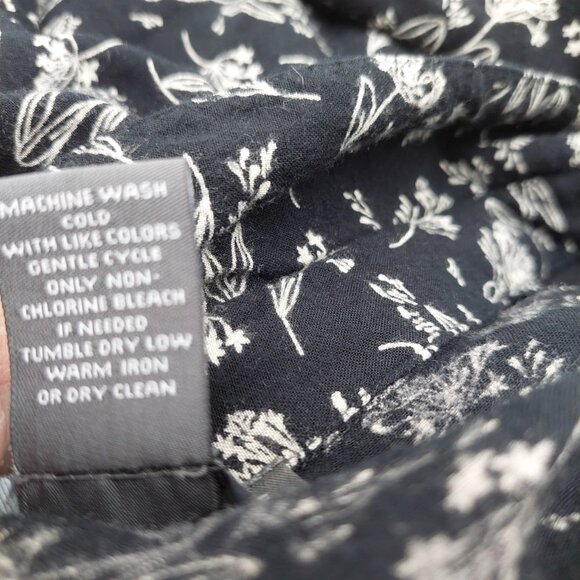 MACHINE WASH
COLD
WITH LIKE COLORS
GENTLE CYCLE
ONLY NON-
CHLORINE BLEACH
IF NEEDED
TUMBLE DRY LOW
WARM IRON
OR DRY CLEAN